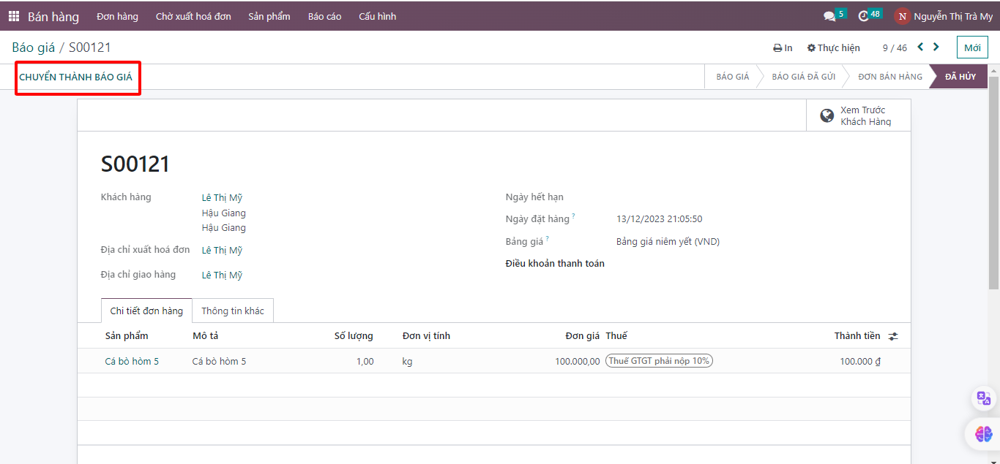 Bán hàng Đơn hàng Chờ xuất hoá đơn Sản phẩm Báo cáo Cấu hình 5 48 N Nguyễn Thị Trà My
Báo giá / S00121 In Thực hiện 9 / 46 Mới
CHUYỂN THÀNH BÁO GIÁ BÁO GIÁ BÁO GIÁ ĐÃ GỬI ĐƠN BÁN HÀNG ĐÃ HỦY
Xem Trước
Khách Hàng
S00121
Khách hàng Lê Thị Mỹ Ngày hết hạn
Hậu Giang
Ngày đặt hàng ? 13/12/2023 21:05:50
Hậu Giang
Bảng giá ? Bảng giá niêm yết (VND)
Địa chỉ xuất hoá đơn Lê Thị Mỹ
Điều khoản thanh toán
Địa chỉ giao hàng Lê Thị Mỹ
Chi tiết đơn hàng Thông tin khác
Sản phẩm Mô tả Số lượng Đơn vị tính Đơn giá Thuế Thành tiền
Cá bò hòm 5 Cá bò hòm 5 1,00 kg 100.000,00 Thuế GTGT phải nộp 10% 100.000 ₫